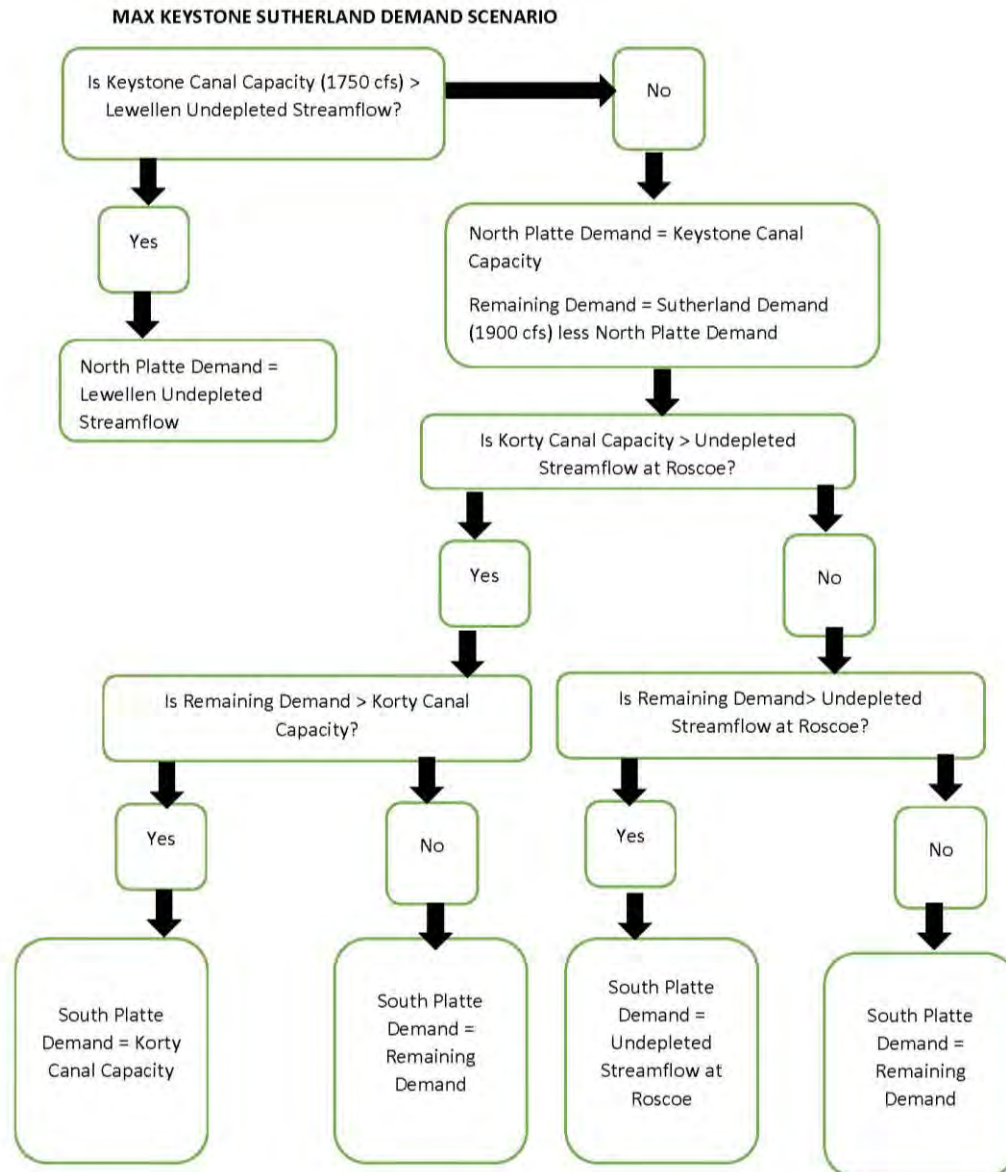 MAX KEYSTONE SUTHERLAND DEMAND SCENARIO
Is Keystone Canal Capacity (1750 cfs) >
Lewellen Undepleted Streamflow?
No
Yes
North Platte Demand = Keystone Canal
Capacity
Remaining Demand = Sutherland Demand
(1900 cfs) less North Platte Demand
North Platte Demand =
Lewellen Undepleted
Streamflow
Is Korty Canal Capacity > Undepleted
Streamflow at Roscoe?
Yes
No
Is Remaining Demand > Korty Canal
Capacity?
Is Remaining Demand> Undepleted
Streamflow at Roscoe?
Yes
No
Yes
No
South Platte
Demand = Korty
Canal Capacity
South Platte
Demand =
Remaining
Demand
South Platte
Demand =
Undepleted
Streamflow at
Roscoe
South Platte
Demand =
Remaining
Demand